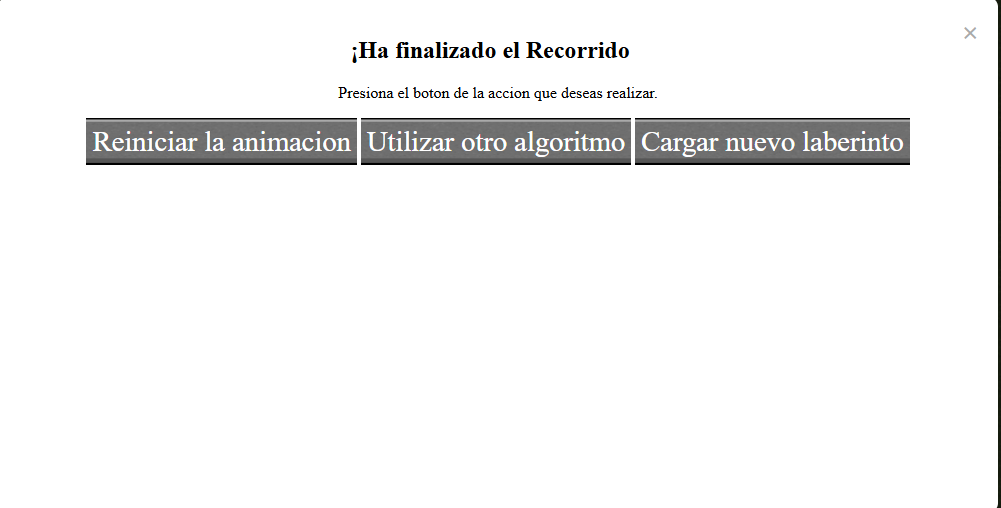 ¡Ha finalizado el Recorrido
Presiona el boton de la accion que deseas realizar.
Reiniciar la animacion Utilizar otro algoritmo Cargar nuevo laberinto